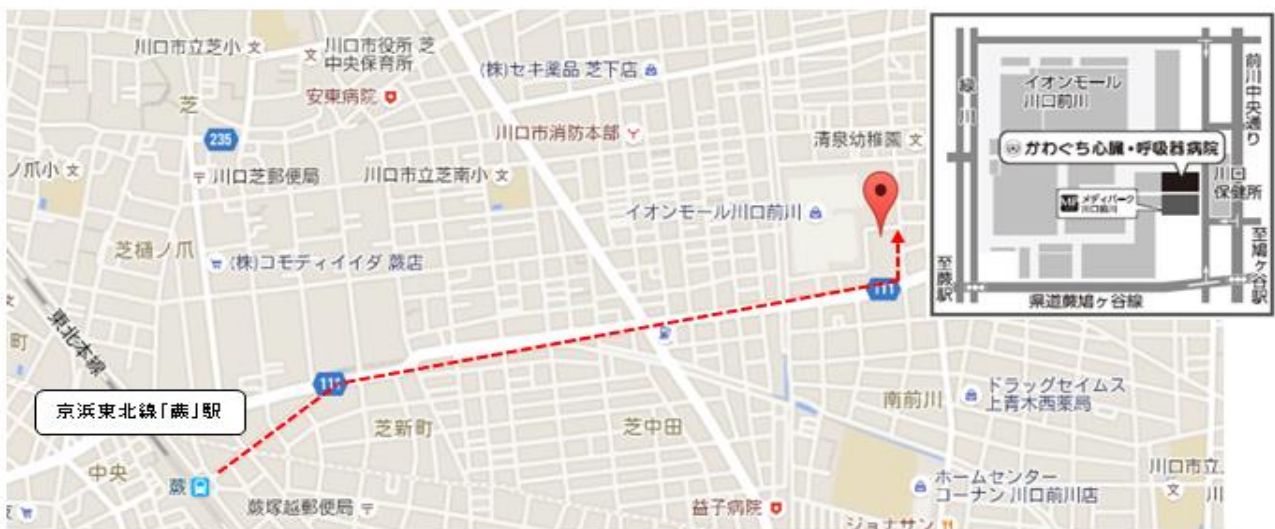 川口市立芝小
川口市役所 芝
中央保育所
(株)セキ薬品 芝下店
芝
安東病院
235
川口市消防本部
清泉幼稚園
ノ爪小
川口芝郵便局
川口市立芝南小
イオンモール川口前川
芝樋ノ爪
(株)コモディイイダ 蕨店
111
東北本線
町
111
京浜東北線「蕨」駅
芝新町
芝中田
南前川
ドラッグセイムス
上青木西薬局
中央
蕨
蕨塚越郵便局
益子病院
ホームセンター
コーナン 川口前川店
川口市立
川
ジョナサン
緑川
イオンモール
川口前川
前川中央通り
かわぐち心臓・呼吸器病院
川口
保健所
MP メディパーク
川口前川
至蕨駅
至鳩ヶ谷駅
県道蕨鳩ヶ谷線